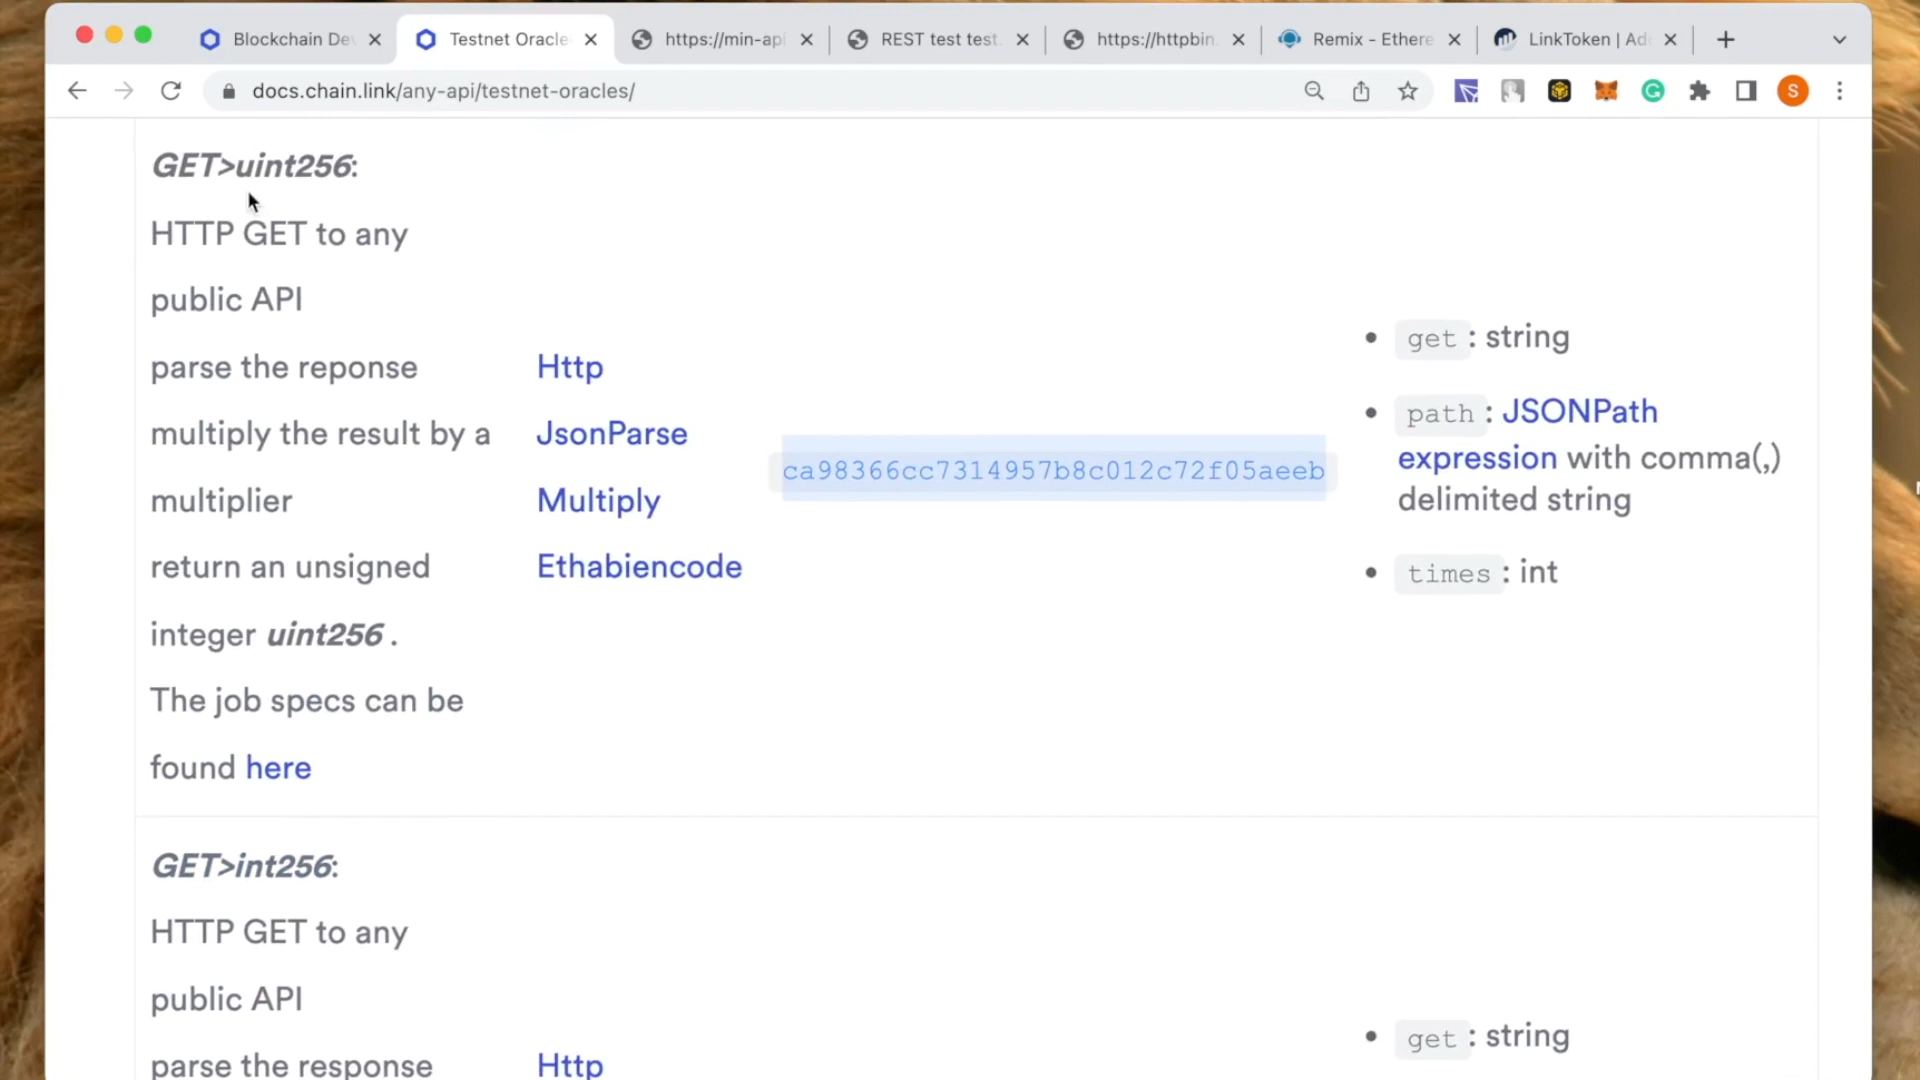 Blockchain De
Testnet Oracle
https://min-api
REST test test.
https://httpbin.
Remix - Ethere
LinkToken | Ad
docs.chain.link/any-api/testnet-oracles/
S
GET>uint256:
HTTP GET to any
public API
parse the reponse
multiply the result by a
multiplier
return an unsigned
integer uint256 .
The job specs can be
found here
Http
JsonParse
Multiply
Ethabiencode
ca98366cc7314957b8c012c72f05aeeb
get : string
path : JSONPath
expression with comma(,)
delimited string
times : int
GET>int256:
HTTP GET to any
public API
parse the response
Http
get : string